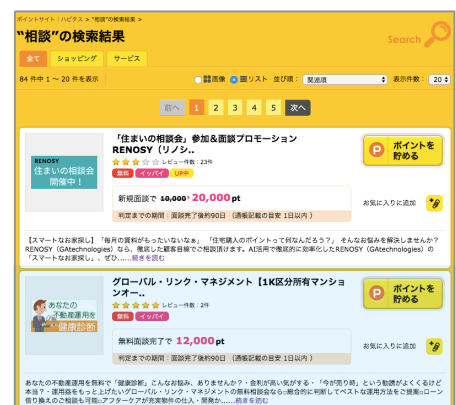 ポイントサイト｜ハピタス > "相談"の検索結果 >
“相談”の検索結果
Search
全て ショッピング サービス
84 件中 1 ～ 20 件を表示 画像 リスト 並び順： 関連順 表示件数： 20
前へ 1 2 3 4 5 次へ
「住まいの相談会」参加&面談プロモーション
RENOSY（リノシ..
レビュー件数：23件
無料 イッパイ UP中
RENOSY
住まいの相談会
開催中！
ポイントを
貯める
新規面談で 10,000 20,000pt
判定までの期間：面談完了後約90日 （通帳記載の目安 1日以内 ）
お気に入りに追加
【スマートなお家探し】「毎月の賃料がもったいないなぁ」 「住宅購入のポイントって何なんだろう？」 そんなお悩みを解決しませんか？
RENOSY（GAtechnologies）なら、徹底した顧客目線でご相談頂けます。AI活用で徹底的に効率化したRENOSY（GAtechnologies）の
「スマートなお家探し」、ぜひ……続きを読む
グローバル・リンク・マネジメント【1K区分所有マンショ
ンオー..
レビュー件数：2件
無料 イッパイ
あなたの
不動産運用を
健康診断
ポイントを
貯める
無料面談完了で 12,000pt
判定までの期間：面談完了後約90日 （通帳記載の目安 1日以内 ）
お気に入りに追加
あなたの不動産運用を無料で「健康診断」こんなお悩み、ありませんか？・金利が高い気がする・「今が売り時」という勧誘がよくくるけど
本当？・運用益をもっと上げたいグローバル・リンク・マネジメントの無料相談会なら□総合的に判断してベストな運用方法をご提案□ローン
借り換えのご相談も可能□アフターケアが充実物件の仕入・開発か……続きを読む